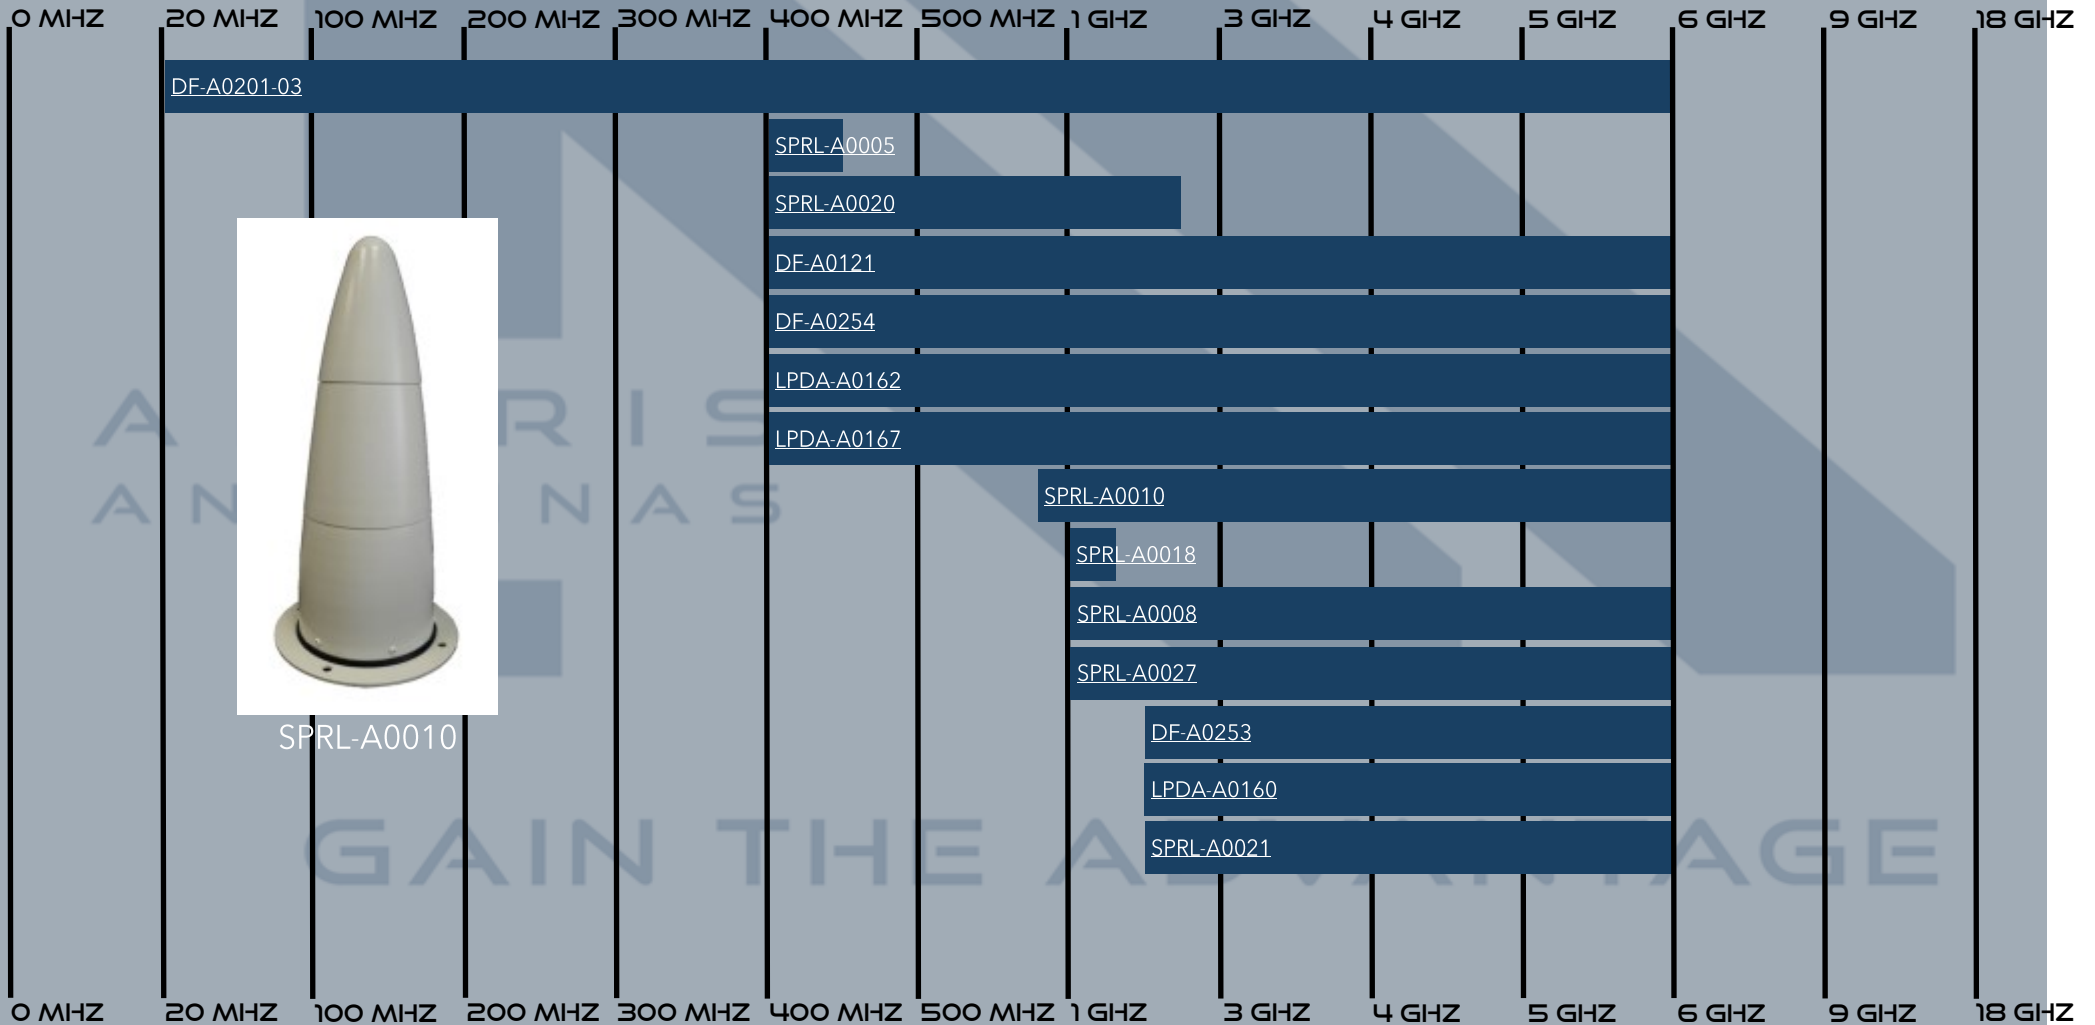 0 MHZ 20 MHZ 100 MHZ 200 MHZ 300 MHZ 400 MHZ 500 MHZ 1 GHZ 3 GHZ 4 GHZ 5 GHZ 6 GHZ 9 GHZ 18 GHZ
DF-A0201-03
SPRL-A0005
SPRL-A0020
DF-A0121
DF-A0254
LPDA-A0162
LPDA-A0167
SPRL-A0010
SPRL-A0018
SPRL-A0008
SPRL-A0027
SPRL-A0010
DF-A0253
LPDA-A0160
SPRL-A0021
GAIN THE ADVANTAGE
0 MHZ 20 MHZ 100 MHZ 200 MHZ 300 MHZ 400 MHZ 500 MHZ 1 GHZ 3 GHZ 4 GHZ 5 GHZ 6 GHZ 9 GHZ 18 GHZ